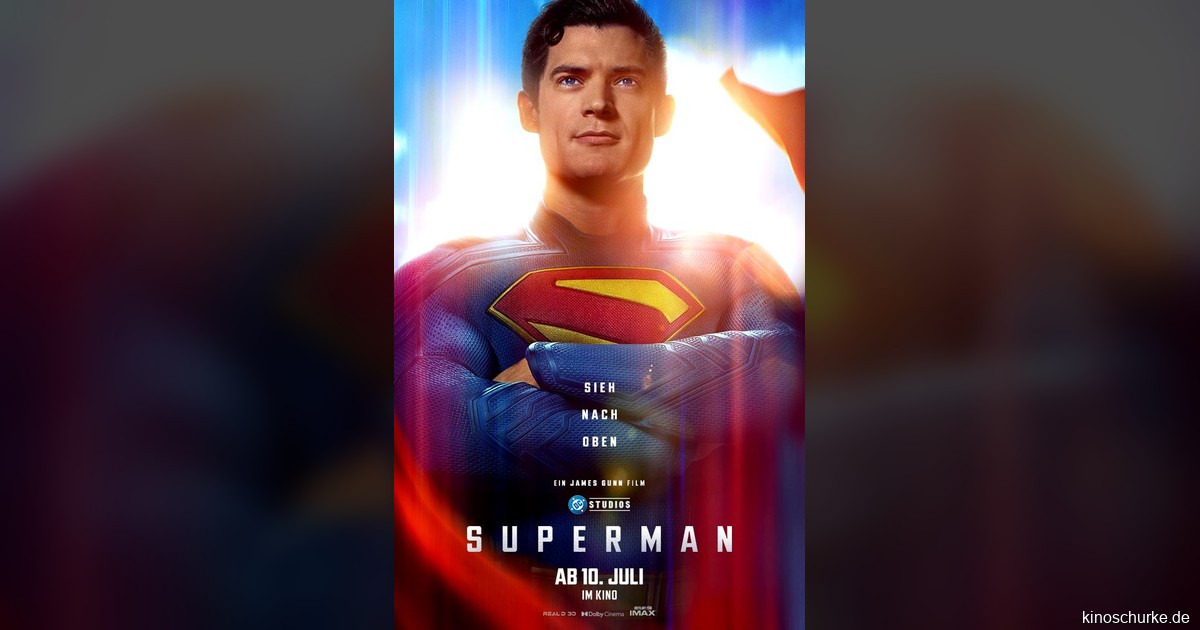 SIEH
NACH
OBEN
EIN JAMES GUNN FILM
DC STUDIOS
SUPERMAN
AB 10. JULI
IM KINO
REAL D 3D Dolby Cinema IMAX
kinoschurke.de